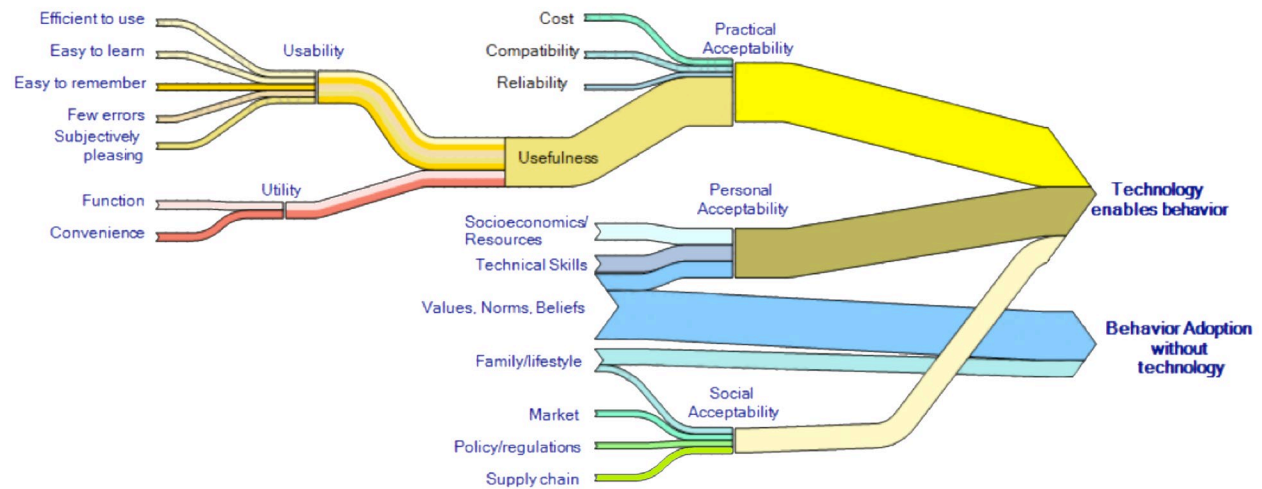 Efficient to use
Easy to learn
Easy to remember
Few errors
Subjectively
pleasing
Usability
Function
Convenience
Utility
Usefulness
Cost
Compatibility
Reliability
Practical
Acceptability
Socioeconomics/
Resources
Technical Skills
Values, Norms, Beliefs
Personal
Acceptability
Family/lifestyle
Market
Policy/regulations
Supply chain
Social
Acceptability
Technology
enables behavior
Behavior Adoption
without
technology